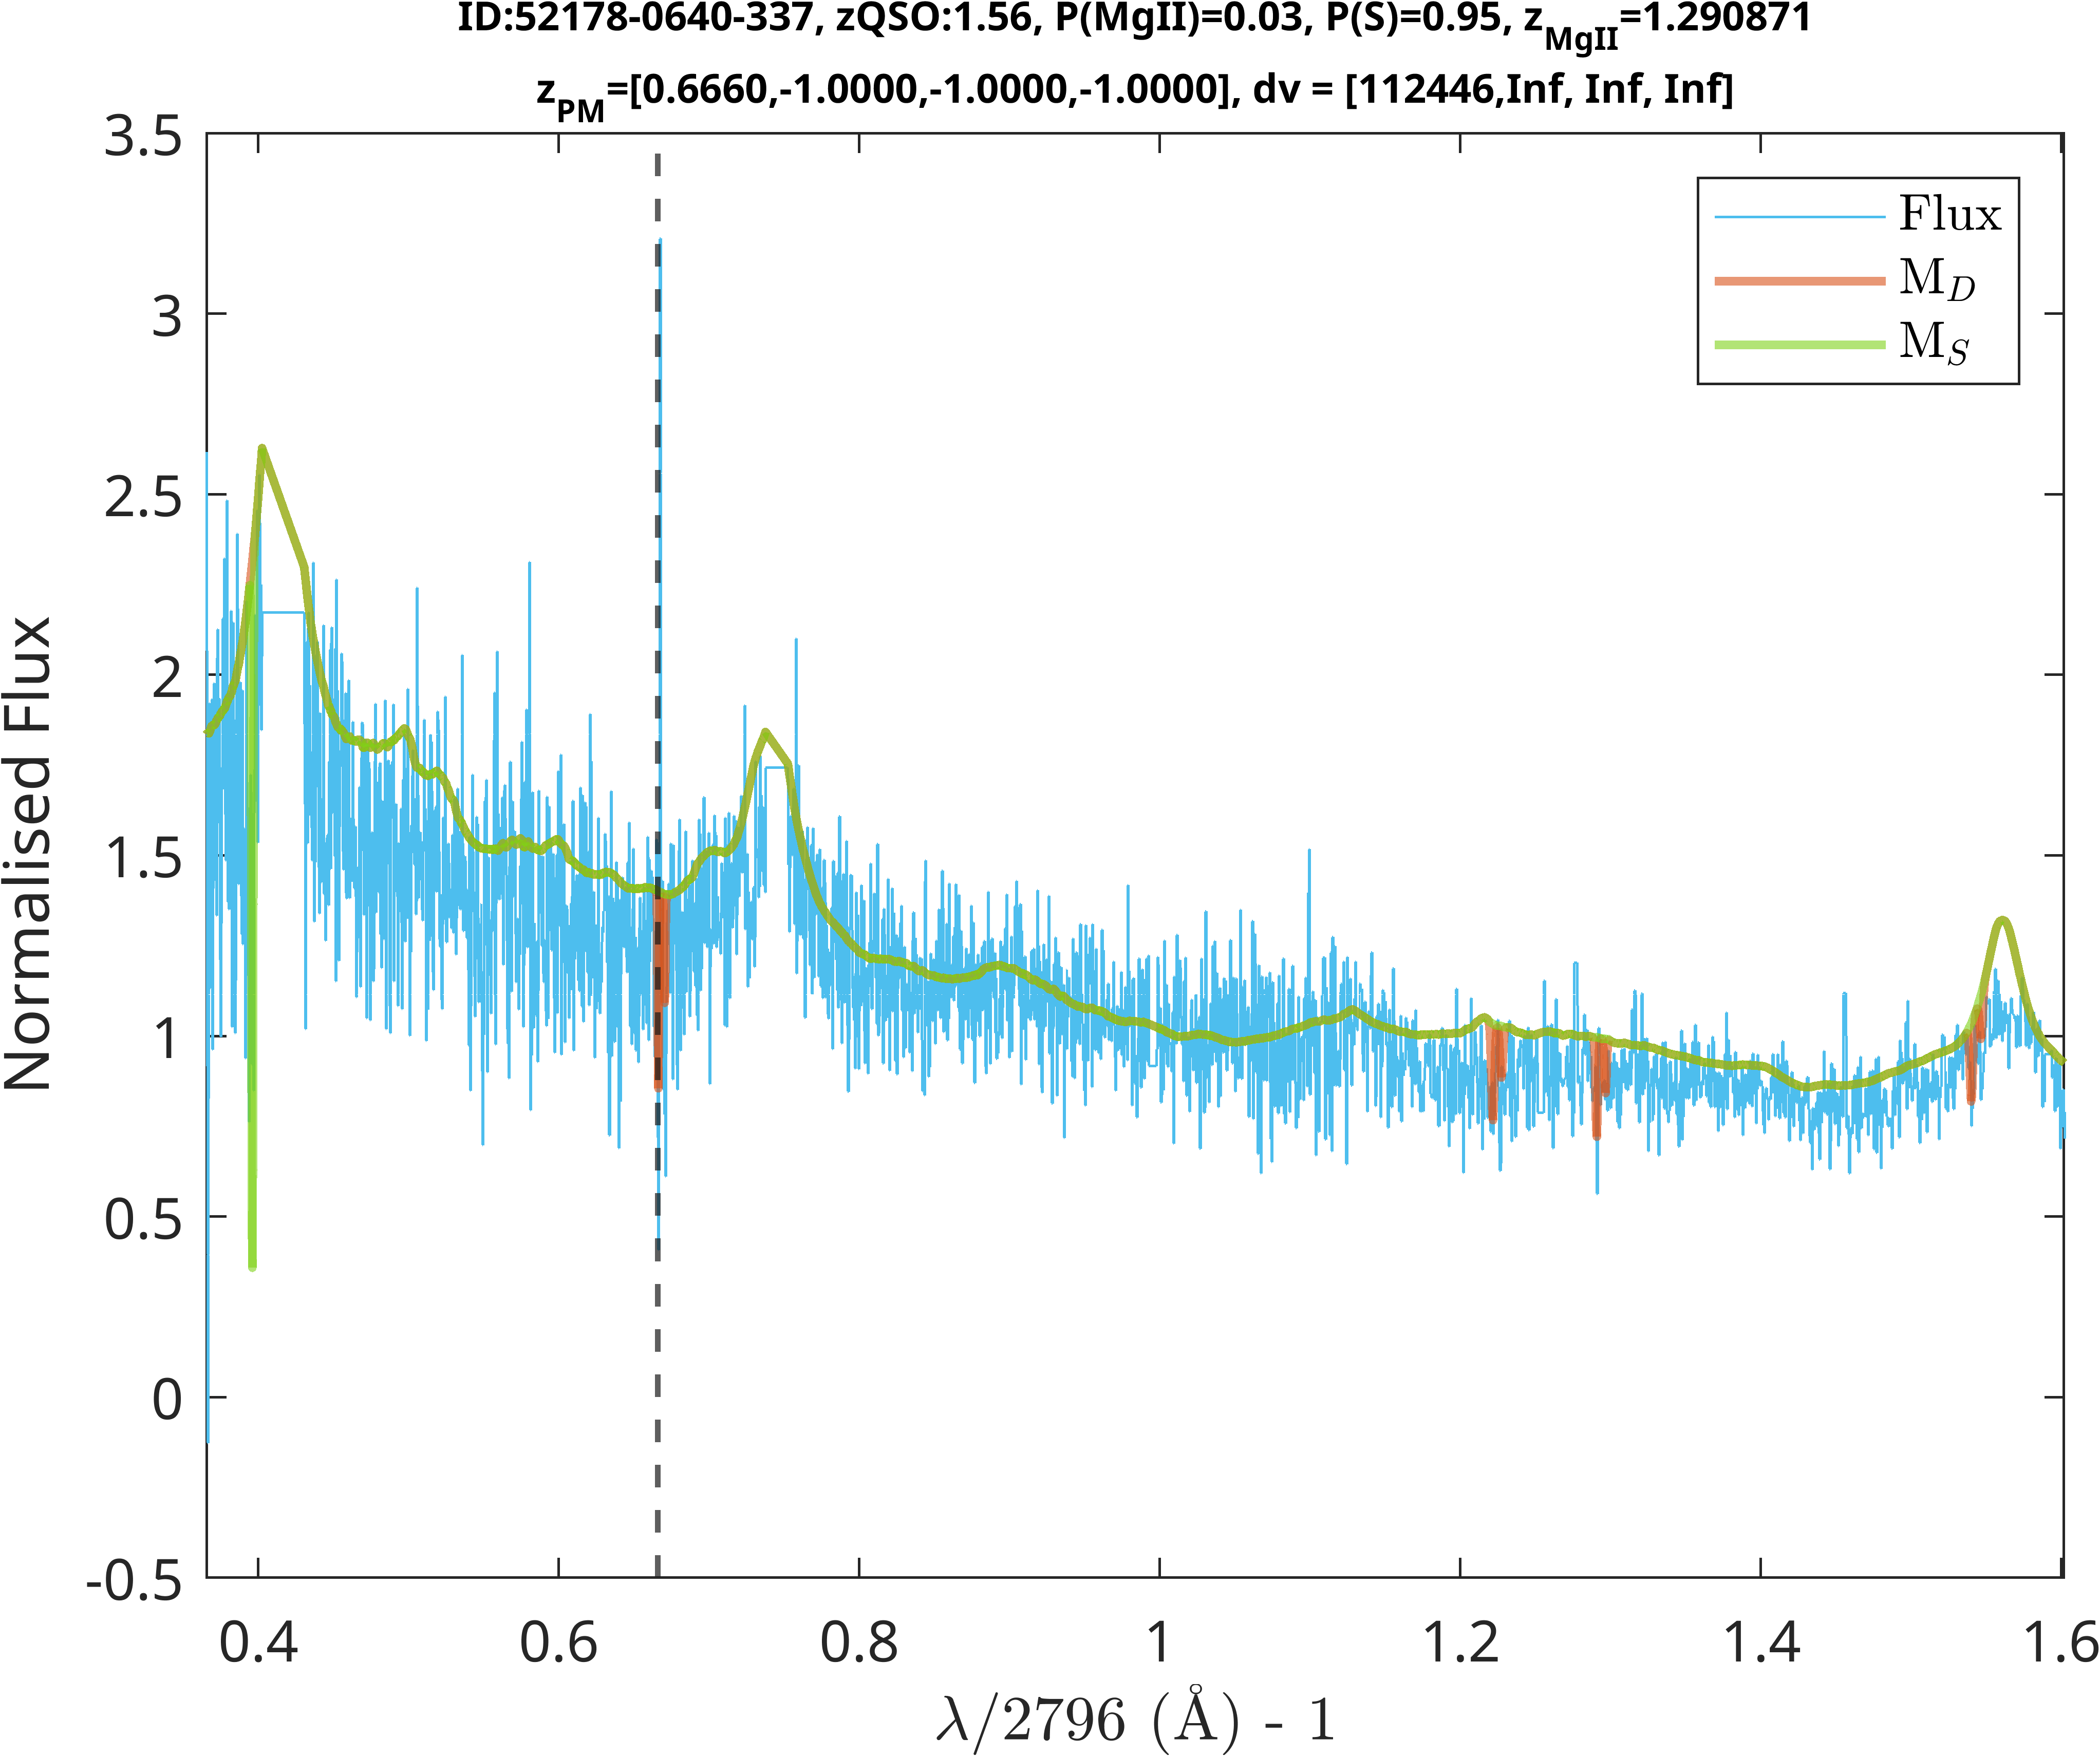 ID:52178-0640-337, zQSO:1.56, P(MgII)=0.03, P(S)=0.95, zMgII=1.290871
zPM=[0.6660,-1.0000,-1.0000,-1.0000], dv = [112446,Inf, Inf, Inf]
3.5
3
2.5
2
1.5
1
0.5
0
-0.5
Normalised Flux
Flux
MD
MS
0.4 0.6 0.8 1 1.2 1.4 1.6
λ/2796 (Å) - 1